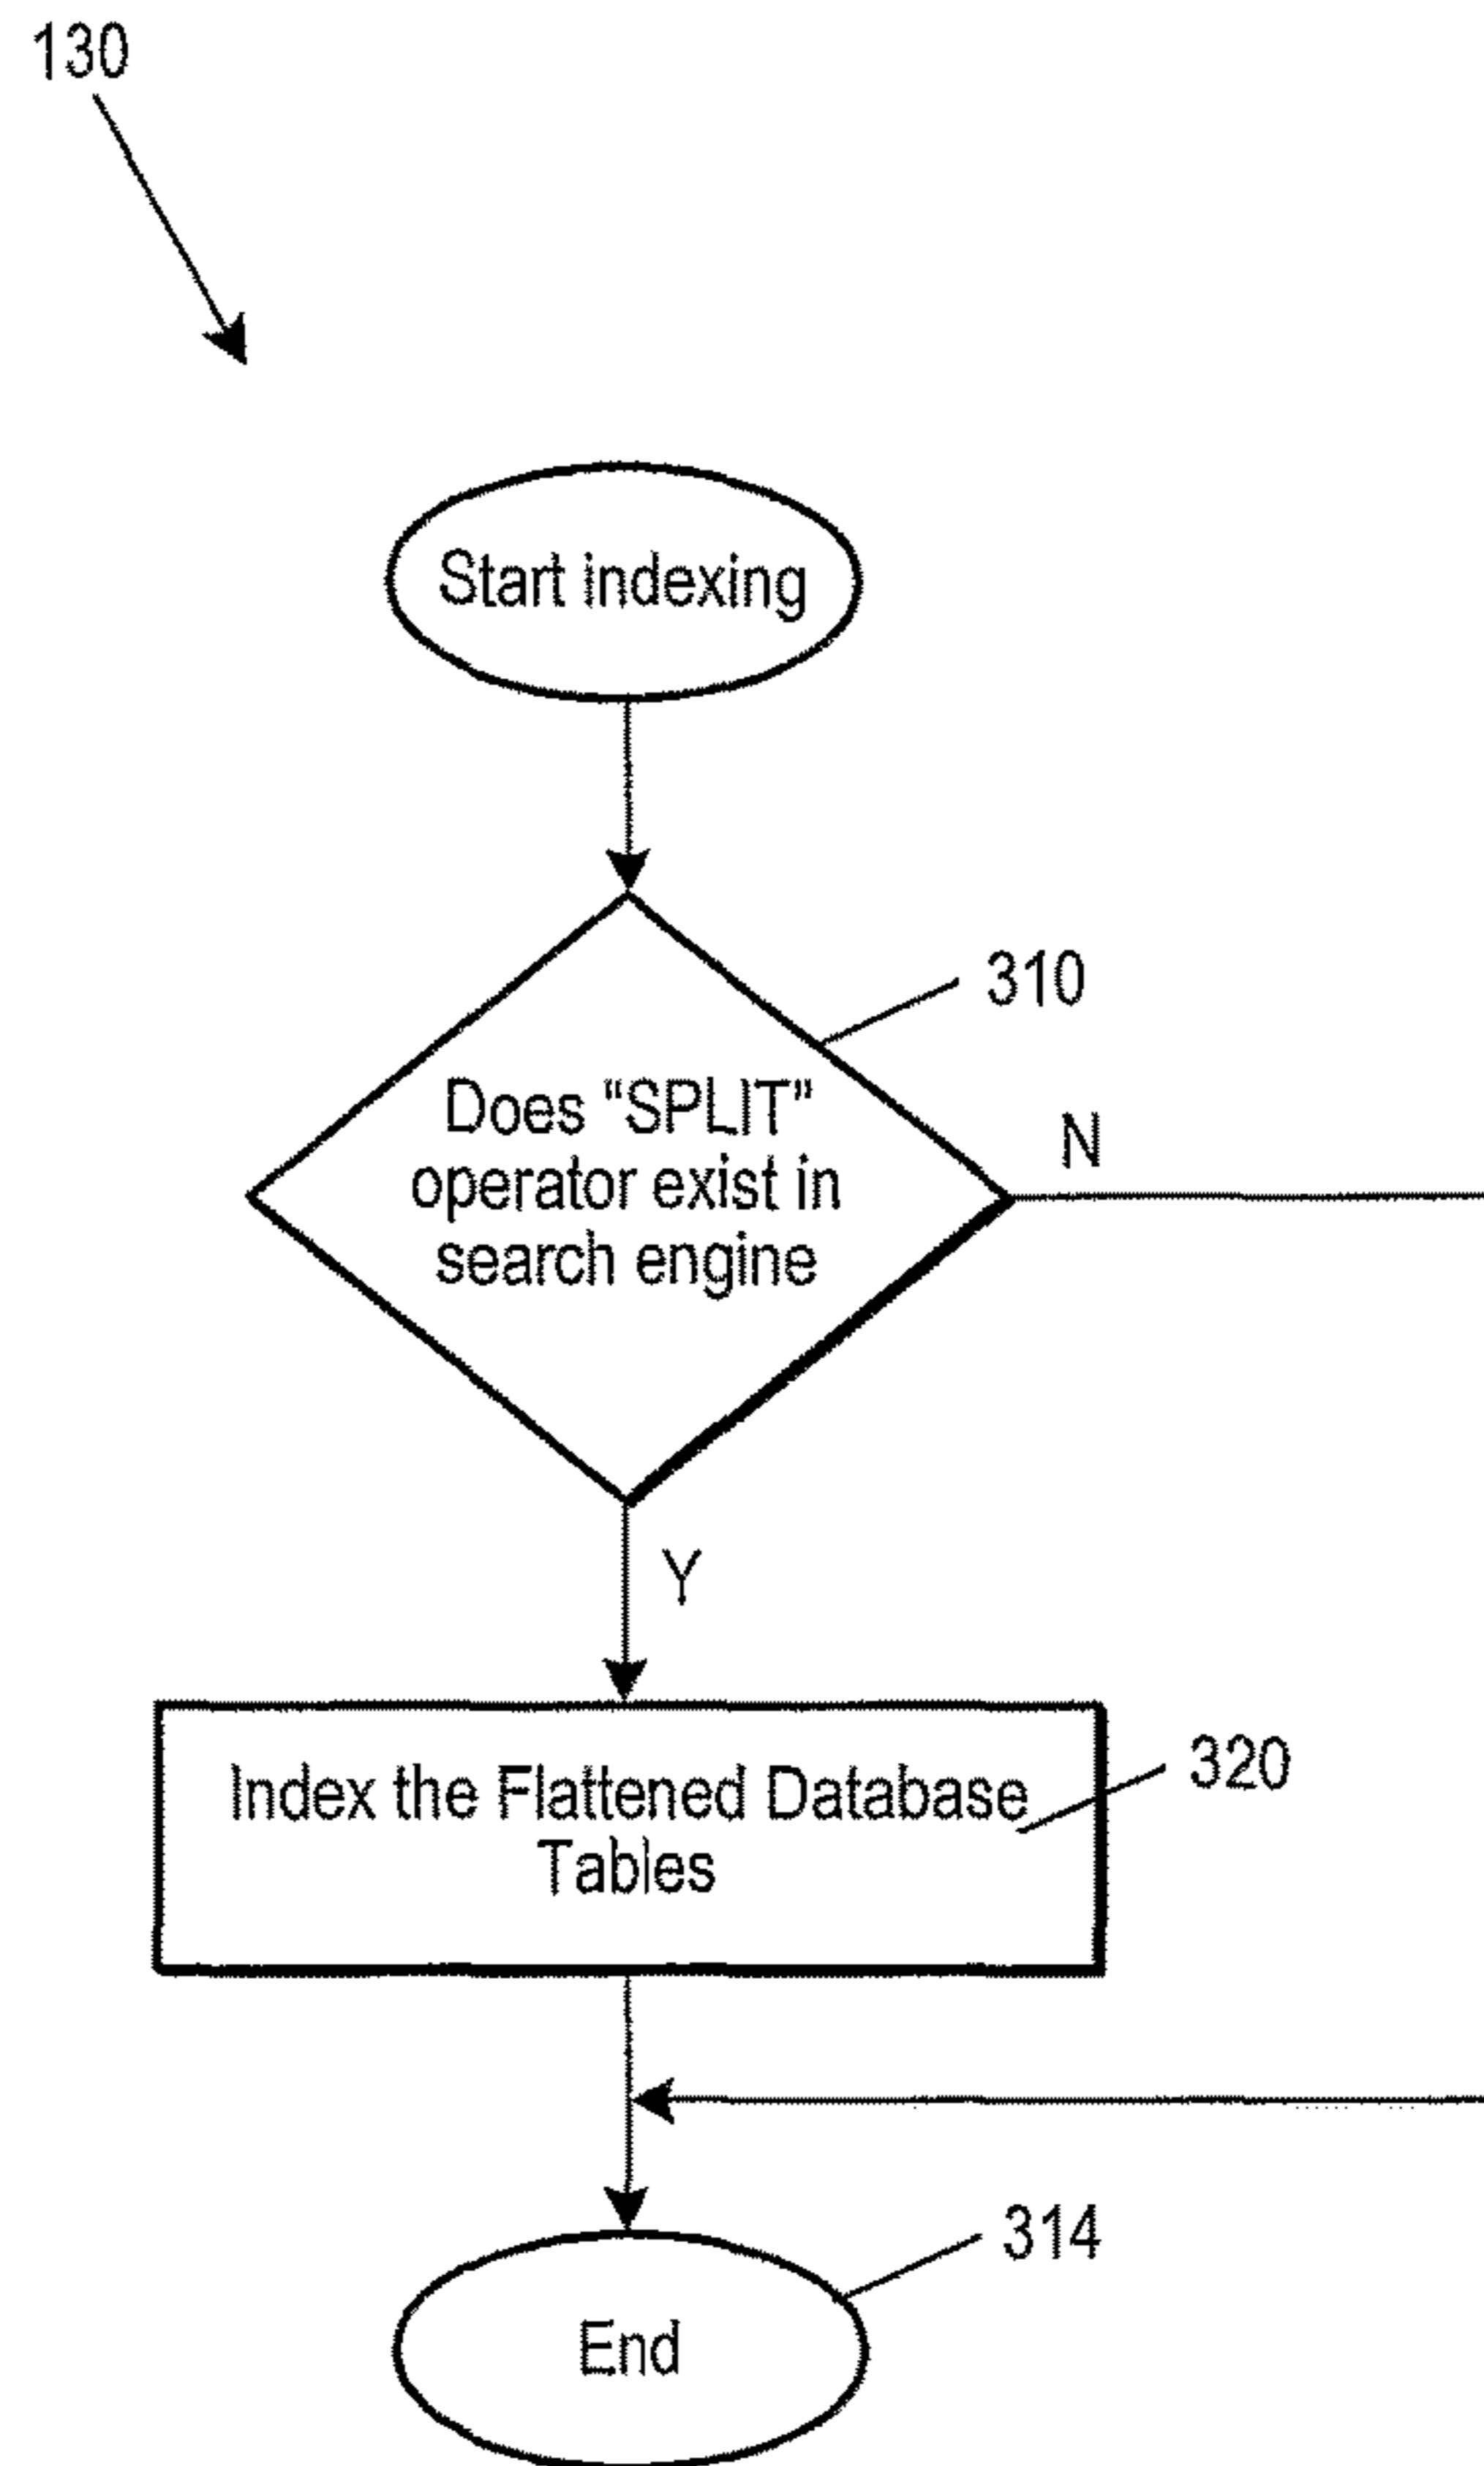 130
Start indexing
310
Does “SPLIT”
operator exist in
search engine
N
Y
Index the Flattened Database
Tables
320
314
End